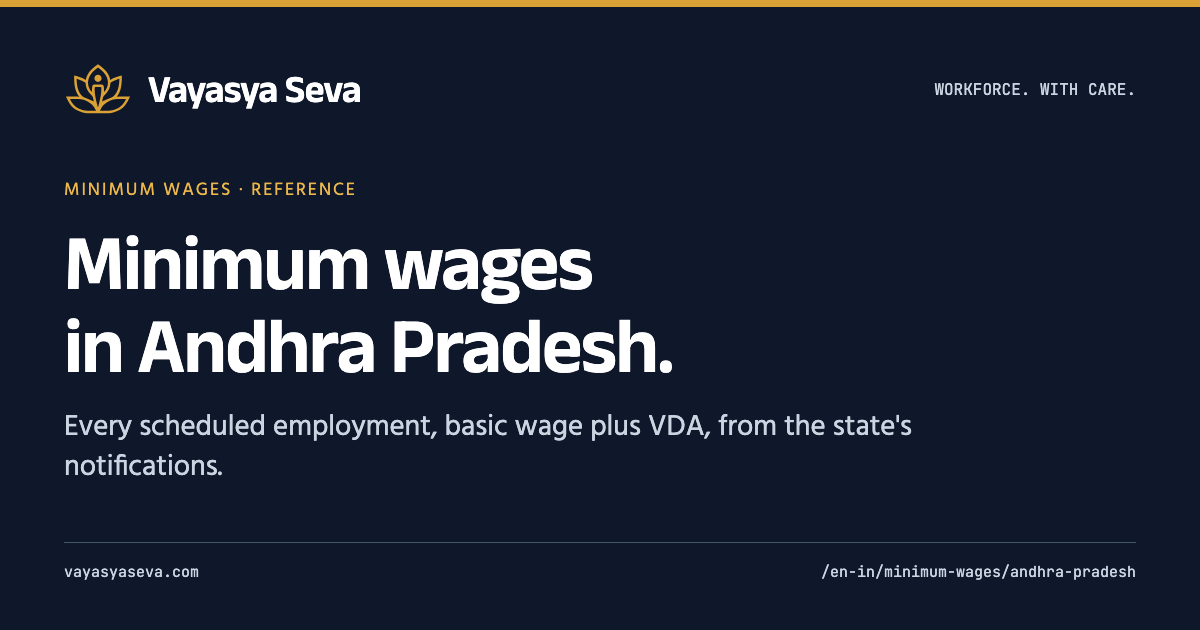 Vayasya Seva
WORKFORCE. WITH CARE.
MINIMUM WAGES · REFERENCE
Minimum wages
in Andhra Pradesh.
Every scheduled employment, basic wage plus VDA, from the state's
notifications.
vayasyaseva.com
/en-in/minimum-wages/andhra-pradesh